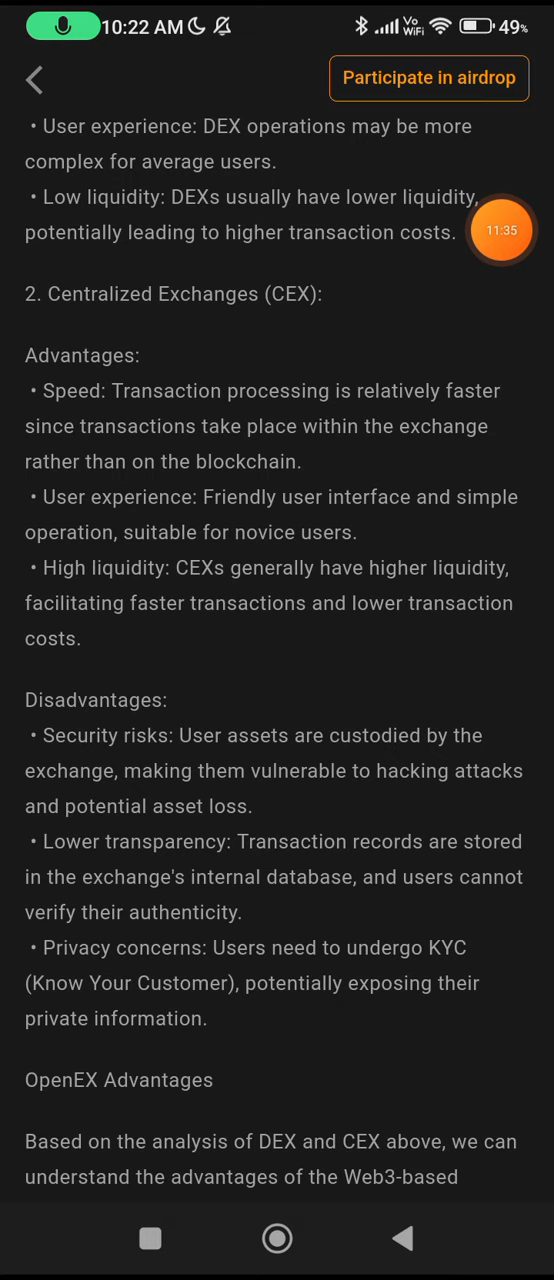 10:22 AM Vo WiFi 49%
Participate in airdrop
• User experience: DEX operations may be more
complex for average users.
• Low liquidity: DEXs usually have lower liquidity,
potentially leading to higher transaction costs.
11:35
2. Centralized Exchanges (CEX):
Advantages:
• Speed: Transaction processing is relatively faster
since transactions take place within the exchange
rather than on the blockchain.
• User experience: Friendly user interface and simple
operation, suitable for novice users.
• High liquidity: CEXs generally have higher liquidity,
facilitating faster transactions and lower transaction
costs.
Disadvantages:
• Security risks: User assets are custodied by the
exchange, making them vulnerable to hacking attacks
and potential asset loss.
• Lower transparency: Transaction records are stored
in the exchange's internal database, and users cannot
verify their authenticity.
• Privacy concerns: Users need to undergo KYC
(Know Your Customer), potentially exposing their
private information.
OpenEX Advantages
Based on the analysis of DEX and CEX above, we can
understand the advantages of the Web3-based